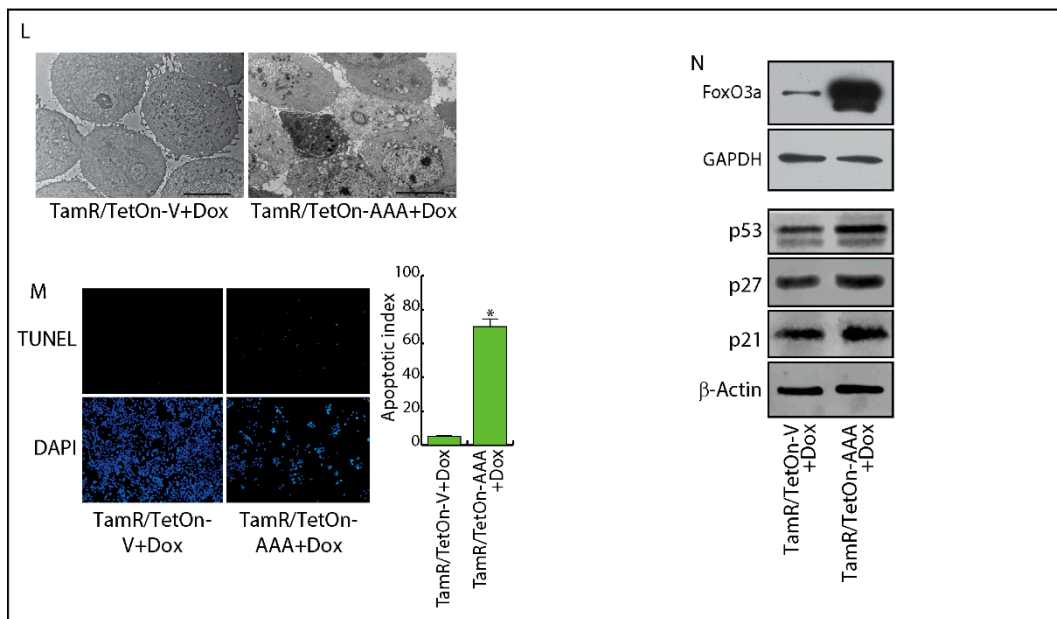 L
TamR/TetOn-V+Dox
TamR/TetOn-AAA+Dox
M
TUNEL
DAPI
TamR/TetOn-
V+Dox
TamR/TetOn-
AAA+Dox
Apoptotic index
100
80
60
40
20
0
*
TamR/TetOn-V+Dox
TamR/TetOn-AAA
+Dox
N
FoxO3a
GAPDH
p53
p27
p21
β-Actin
TamR/TetOn-V
+Dox
TamR/TetOn-AAA
+Dox